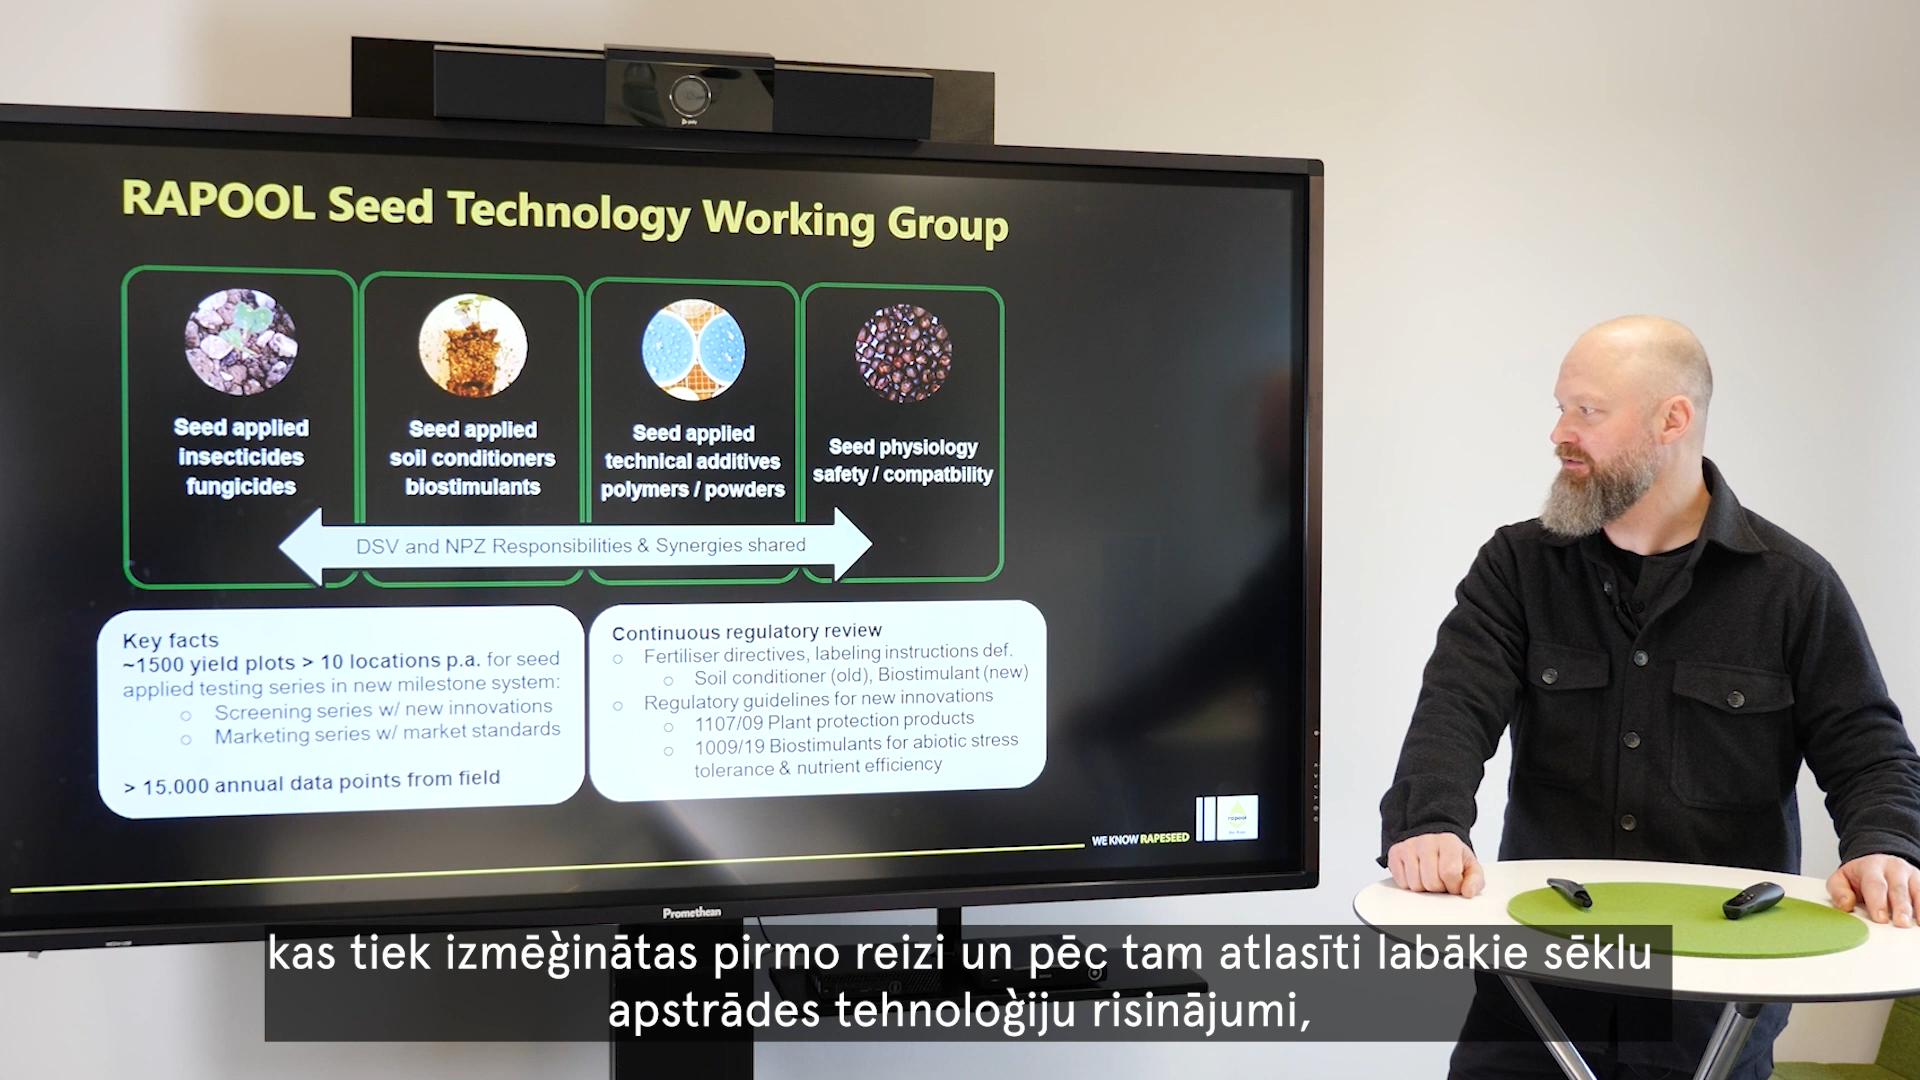 poly
RAPOOL Seed Technology Working Group
Seed applied
insecticides
fungicides
Seed applied
soil conditioners
biostimulants
Seed applied
technical additives
polymers / powders
Seed physiology
safety / compatbility
DSV and NPZ Responsibilities & Synergies shared
Key facts
~1500 yield plots > 10 locations p.a. for seed
applied testing series in new milestone system:
○ Screening series w/ new innovations
○ Marketing series w/ market standards
> 15.000 annual data points from field
Continuous regulatory review
○ Fertiliser directives, labeling instructions def.
○ Soil conditioner (old), Biostimulant (new)
○ Regulatory guidelines for new innovations
○ 1107/09 Plant protection products
○ 1009/19 Biostimulants for abiotic stress
tolerance & nutrient efficiency
WE KNOW RAPESEED
rapool
Promethean
kas tiek izmēģinātas pirmo reizi un pēc tam atlasīti labākie sēklu
apstrādes tehnoloģiju risinājumi,